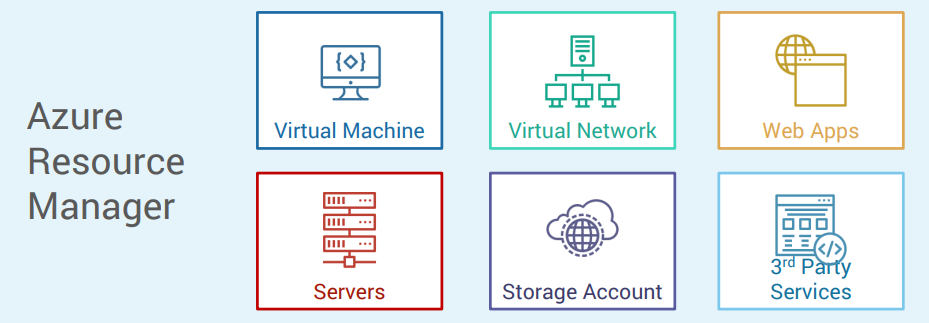 Azure
Resource
Manager
Virtual Machine
Virtual Network
Web Apps
Servers
Storage Account
3rd Party
Services